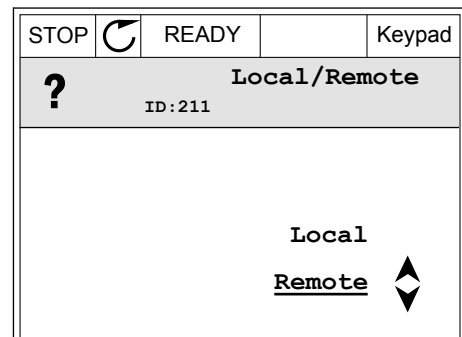 STOP READY Keypad
? Local/Remote
ID:211
Local
Remote